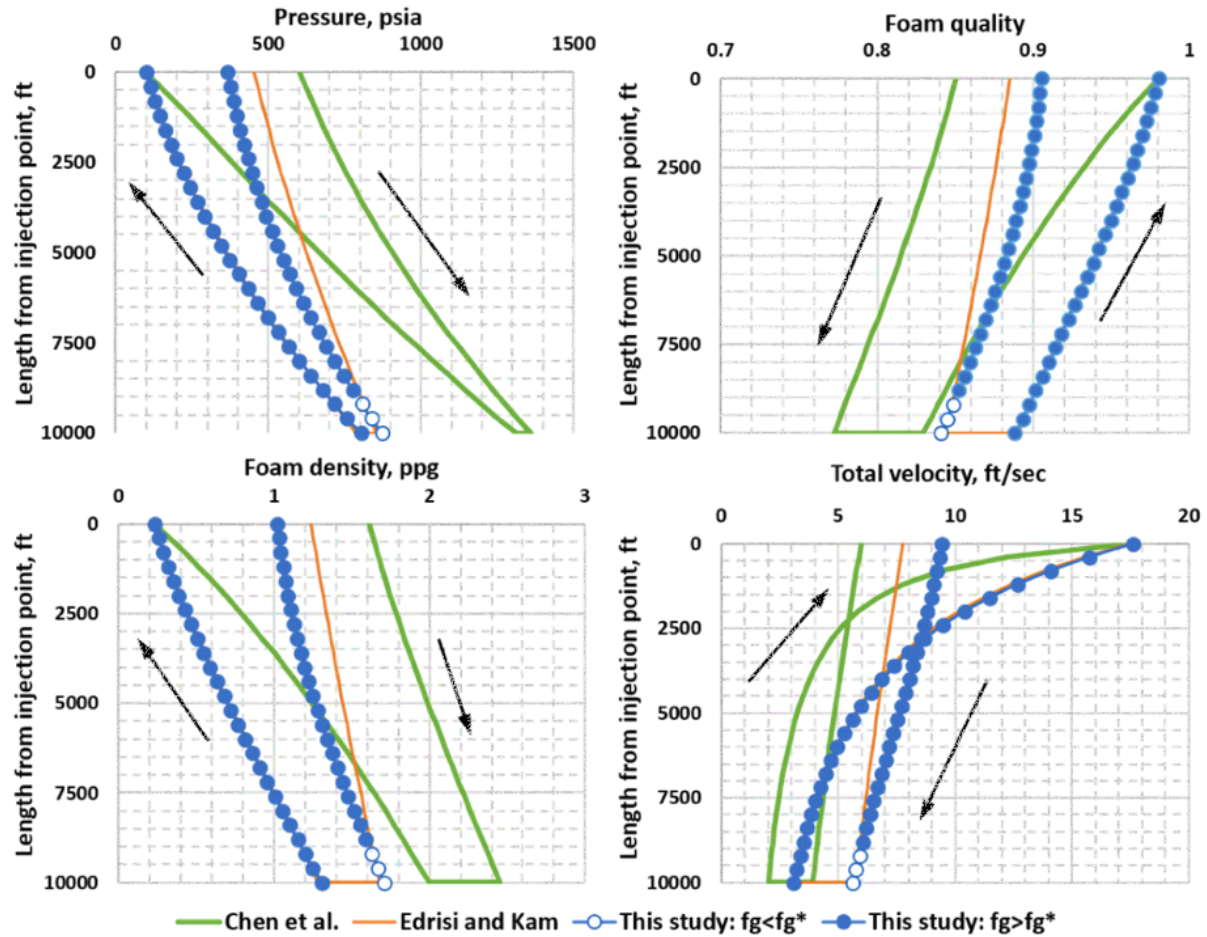 Pressure, psia
0 500 1000 1500
Length from injection point, ft
0
2500
5000
7500
10000
Foam quality
0.7 0.8 0.9 1
Length from injection point, ft
0
2500
5000
7500
10000
Foam density, ppg
0 1 2 3
Length from injection point, ft
0
2500
5000
7500
10000
Total velocity, ft/sec
0 5 10 15 20
Length from injection point, ft
0
2500
5000
7500
10000
Chen et al. Edrisi and Kam This study: fg<fg* This study: fg>fg*